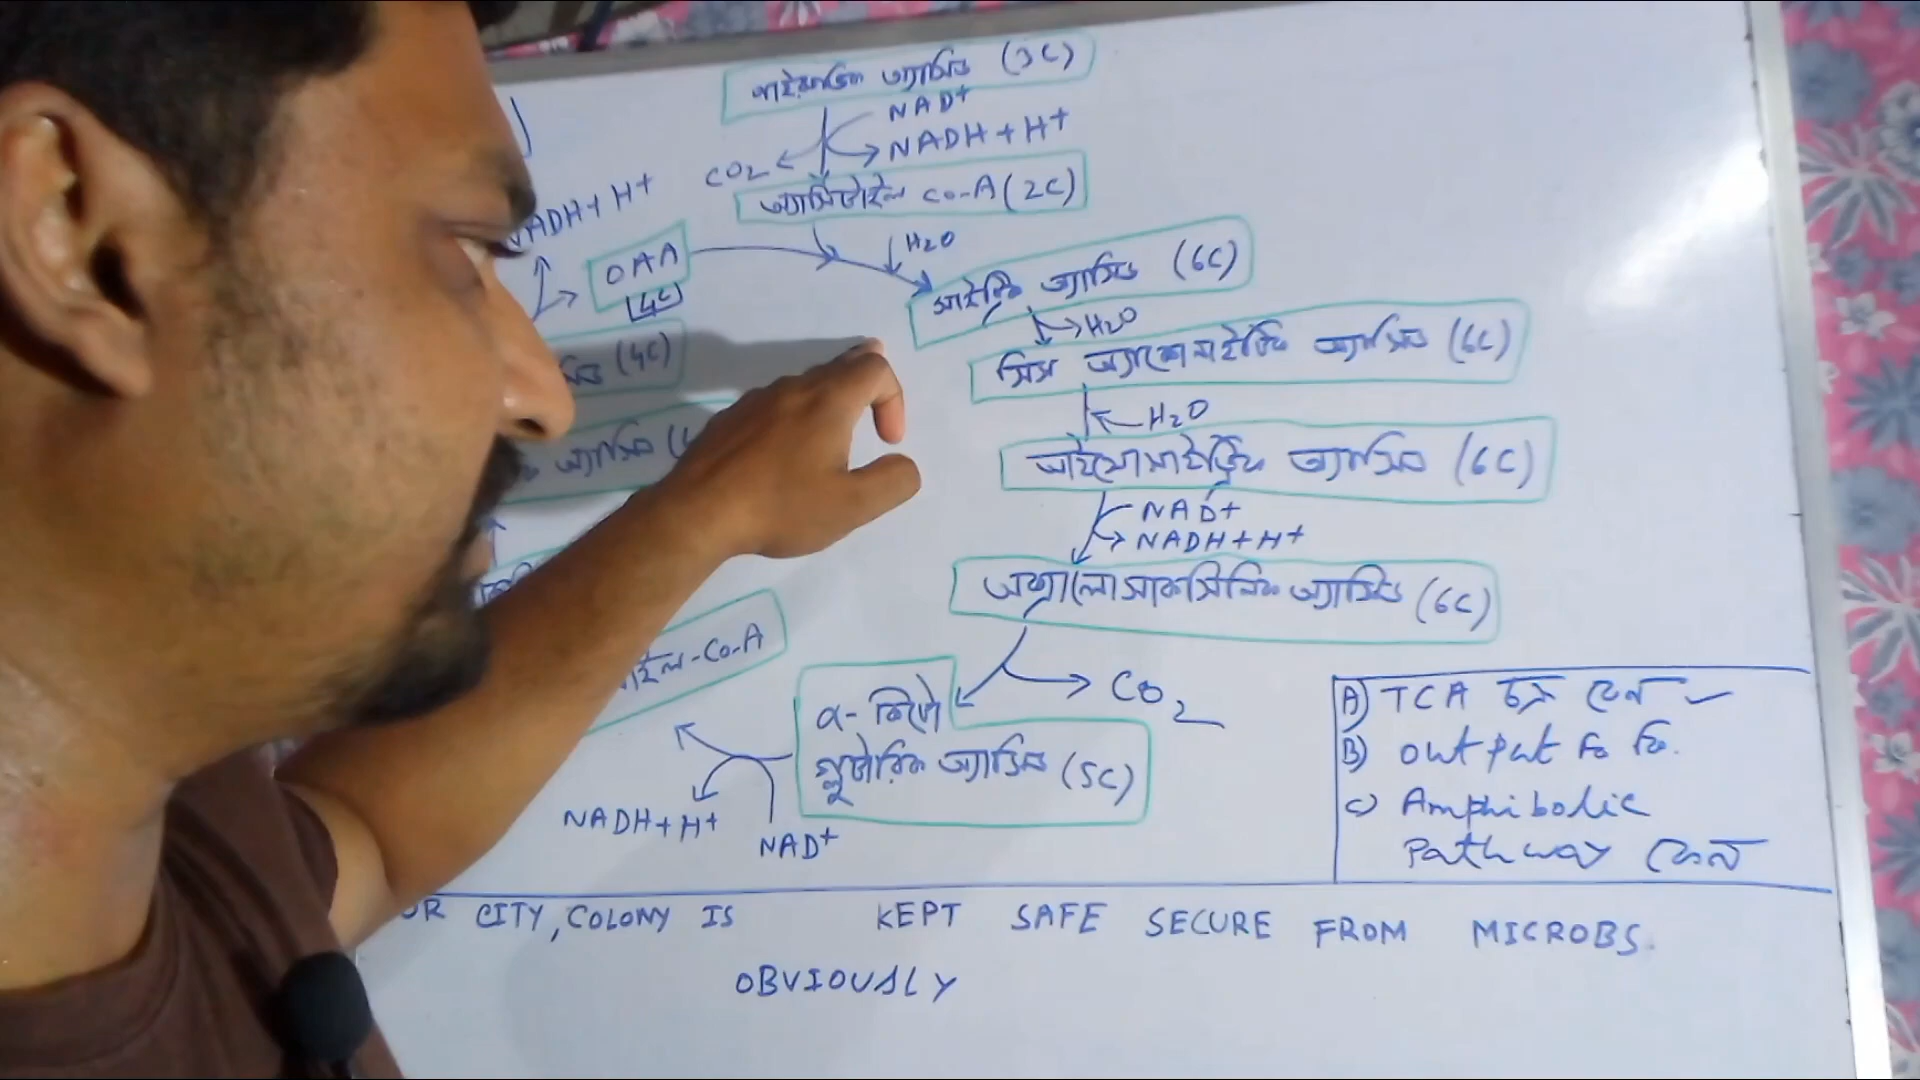 পাইরুভিক অ্যাসিড (3C)
NAD+
NADH + H+
CO2
অ্যাসিটাইল CO-A (2C)
NADH + H+
OAA
4C
H2O
সাইট্রিক অ্যাসিড (6C)
H2O
সিস অ্যাকোনাইটিক অ্যাসিড (6C)
(4C)
H2O
অ্যাসিড
আইসোসাইট্রিক অ্যাসিড (6C)
NAD+
NADH + H+
অক্সালোসাকসিনিক অ্যাসিড (6C)
CO2
α- কিটো
গ্লুটারিক অ্যাসিড (5C)
াইল-CO-A
NADH + H+
NAD+
A) TCA চক্র কেন
B) Output কি কি.
C) Amphibolic
Pathway কেন
CITY, COLONY IS KEPT SAFE SECURE FROM MICROBS.
OBVIOUSLY